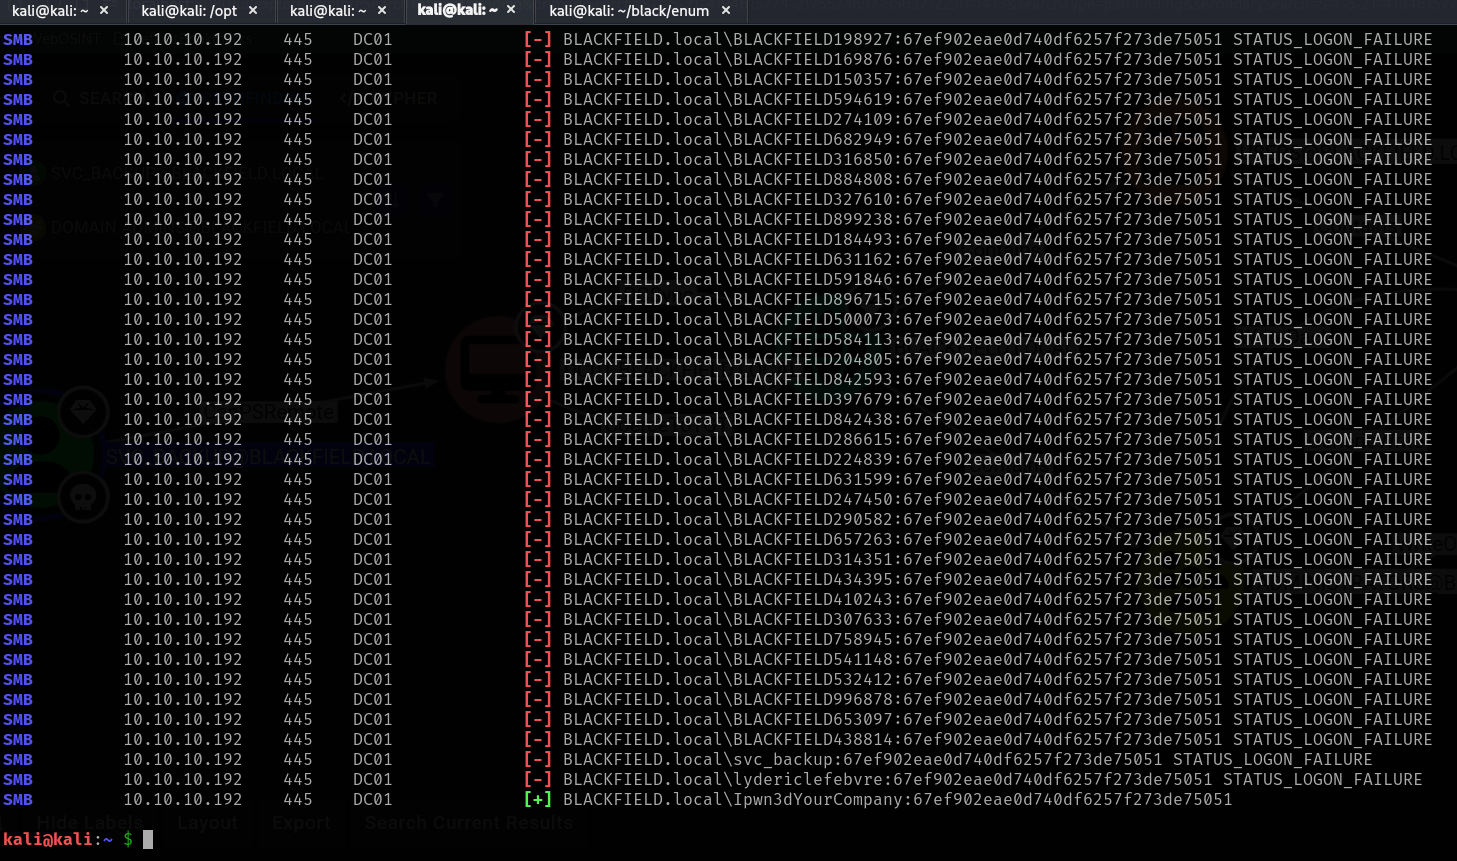 kali@kali: ~ × kali@kali: /opt × kali@kali: ~ × kali@kali: ~ × kali@kali: ~/black/enum ×
SMB 10.10.10.192 445 DC01 [-] BLACKFIELD.local\BLACKFIELD198927:67ef902eae0d740df6257f273de75051 STATUS_LOGON_FAILURE
SMB 10.10.10.192 445 DC01 [-] BLACKFIELD.local\BLACKFIELD169876:67ef902eae0d740df6257f273de75051 STATUS_LOGON_FAILURE
SMB 10.10.10.192 445 DC01 [-] BLACKFIELD.local\BLACKFIELD150357:67ef902eae0d740df6257f273de75051 STATUS_LOGON_FAILURE
SMB 10.10.10.192 445 DC01 [-] BLACKFIELD.local\BLACKFIELD594619:67ef902eae0d740df6257f273de75051 STATUS_LOGON_FAILURE
SMB 10.10.10.192 445 DC01 [-] BLACKFIELD.local\BLACKFIELD274109:67ef902eae0d740df6257f273de75051 STATUS_LOGON_FAILURE
SMB 10.10.10.192 445 DC01 [-] BLACKFIELD.local\BLACKFIELD682949:67ef902eae0d740df6257f273de75051 STATUS_LOGON_FAILURE
SMB 10.10.10.192 445 DC01 [-] BLACKFIELD.local\BLACKFIELD316850:67ef902eae0d740df6257f273de75051 STATUS_LOGON_FAILURE
SMB 10.10.10.192 445 DC01 [-] BLACKFIELD.local\BLACKFIELD884808:67ef902eae0d740df6257f273de75051 STATUS_LOGON_FAILURE
SMB 10.10.10.192 445 DC01 [-] BLACKFIELD.local\BLACKFIELD327610:67ef902eae0d740df6257f273de75051 STATUS_LOGON_FAILURE
SMB 10.10.10.192 445 DC01 [-] BLACKFIELD.local\BLACKFIELD899238:67ef902eae0d740df6257f273de75051 STATUS_LOGON_FAILURE
SMB 10.10.10.192 445 DC01 [-] BLACKFIELD.local\BLACKFIELD184493:67ef902eae0d740df6257f273de75051 STATUS_LOGON_FAILURE
SMB 10.10.10.192 445 DC01 [-] BLACKFIELD.local\BLACKFIELD631162:67ef902eae0d740df6257f273de75051 STATUS_LOGON_FAILURE
SMB 10.10.10.192 445 DC01 [-] BLACKFIELD.local\BLACKFIELD591846:67ef902eae0d740df6257f273de75051 STATUS_LOGON_FAILURE
SMB 10.10.10.192 445 DC01 [-] BLACKFIELD.local\BLACKFIELD896715:67ef902eae0d740df6257f273de75051 STATUS_LOGON_FAILURE
SMB 10.10.10.192 445 DC01 [-] BLACKFIELD.local\BLACKFIELD500073:67ef902eae0d740df6257f273de75051 STATUS_LOGON_FAILURE
SMB 10.10.10.192 445 DC01 [-] BLACKFIELD.local\BLACKFIELD584113:67ef902eae0d740df6257f273de75051 STATUS_LOGON_FAILURE
SMB 10.10.10.192 445 DC01 [-] BLACKFIELD.local\BLACKFIELD204805:67ef902eae0d740df6257f273de75051 STATUS_LOGON_FAILURE
SMB 10.10.10.192 445 DC01 [-] BLACKFIELD.local\BLACKFIELD842593:67ef902eae0d740df6257f273de75051 STATUS_LOGON_FAILURE
SMB 10.10.10.192 445 DC01 [-] BLACKFIELD.local\BLACKFIELD397679:67ef902eae0d740df6257f273de75051 STATUS_LOGON_FAILURE
SMB 10.10.10.192 445 DC01 [-] BLACKFIELD.local\BLACKFIELD842438:67ef902eae0d740df6257f273de75051 STATUS_LOGON_FAILURE
SMB 10.10.10.192 445 DC01 [-] BLACKFIELD.local\BLACKFIELD286615:67ef902eae0d740df6257f273de75051 STATUS_LOGON_FAILURE
SMB 10.10.10.192 445 DC01 [-] BLACKFIELD.local\BLACKFIELD224839:67ef902eae0d740df6257f273de75051 STATUS_LOGON_FAILURE
SMB 10.10.10.192 445 DC01 [-] BLACKFIELD.local\BLACKFIELD631599:67ef902eae0d740df6257f273de75051 STATUS_LOGON_FAILURE
SMB 10.10.10.192 445 DC01 [-] BLACKFIELD.local\BLACKFIELD247450:67ef902eae0d740df6257f273de75051 STATUS_LOGON_FAILURE
SMB 10.10.10.192 445 DC01 [-] BLACKFIELD.local\BLACKFIELD290582:67ef902eae0d740df6257f273de75051 STATUS_LOGON_FAILURE
SMB 10.10.10.192 445 DC01 [-] BLACKFIELD.local\BLACKFIELD657263:67ef902eae0d740df6257f273de75051 STATUS_LOGON_FAILURE
SMB 10.10.10.192 445 DC01 [-] BLACKFIELD.local\BLACKFIELD314351:67ef902eae0d740df6257f273de75051 STATUS_LOGON_FAILURE
SMB 10.10.10.192 445 DC01 [-] BLACKFIELD.local\BLACKFIELD434395:67ef902eae0d740df6257f273de75051 STATUS_LOGON_FAILURE
SMB 10.10.10.192 445 DC01 [-] BLACKFIELD.local\BLACKFIELD410243:67ef902eae0d740df6257f273de75051 STATUS_LOGON_FAILURE
SMB 10.10.10.192 445 DC01 [-] BLACKFIELD.local\BLACKFIELD307633:67ef902eae0d740df6257f273de75051 STATUS_LOGON_FAILURE
SMB 10.10.10.192 445 DC01 [-] BLACKFIELD.local\BLACKFIELD758945:67ef902eae0d740df6257f273de75051 STATUS_LOGON_FAILURE
SMB 10.10.10.192 445 DC01 [-] BLACKFIELD.local\BLACKFIELD541148:67ef902eae0d740df6257f273de75051 STATUS_LOGON_FAILURE
SMB 10.10.10.192 445 DC01 [-] BLACKFIELD.local\BLACKFIELD532412:67ef902eae0d740df6257f273de75051 STATUS_LOGON_FAILURE
SMB 10.10.10.192 445 DC01 [-] BLACKFIELD.local\BLACKFIELD996878:67ef902eae0d740df6257f273de75051 STATUS_LOGON_FAILURE
SMB 10.10.10.192 445 DC01 [-] BLACKFIELD.local\BLACKFIELD653097:67ef902eae0d740df6257f273de75051 STATUS_LOGON_FAILURE
SMB 10.10.10.192 445 DC01 [-] BLACKFIELD.local\BLACKFIELD438814:67ef902eae0d740df6257f273de75051 STATUS_LOGON_FAILURE
SMB 10.10.10.192 445 DC01 [-] BLACKFIELD.local\svc_backup:67ef902eae0d740df6257f273de75051 STATUS_LOGON_FAILURE
SMB 10.10.10.192 445 DC01 [-] BLACKFIELD.local\lydericlefebvre:67ef902eae0d740df6257f273de75051 STATUS_LOGON_FAILURE
SMB 10.10.10.192 445 DC01 [+] BLACKFIELD.local\Ipwn3dYourCompany:67ef902eae0d740df6257f273de75051
Hide Labels Layout Export Search Current Results
kali@kali:~ $